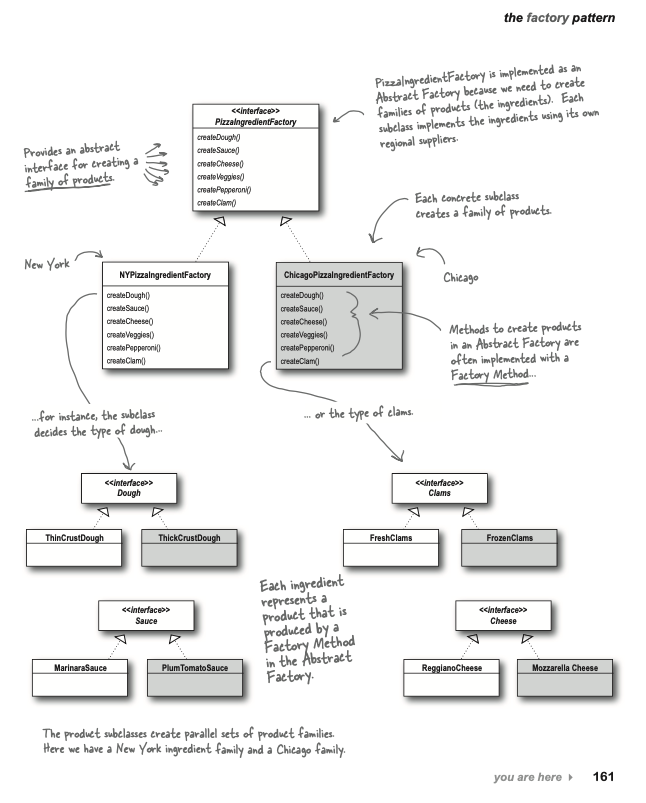 the factory pattern
PizzaIngredientFactory is implemented as an
Abstract Factory because we need to create
families of products (the ingredients). Each
subclass implements the ingredients using its own
regional suppliers.
<<interface>>
PizzaIngredientFactory
createDough()
createSauce()
createCheese()
createVeggies()
createPepperoni()
createClam()
Provides an abstract
interface for creating a
family of products.
Each concrete subclass
creates a family of products.
New York
Chicago
NYPizzaIngredientFactory
createDough()
createSauce()
createCheese()
createVeggies()
createPepperoni()
createClam()
ChicagoPizzaIngredientFactory
createDough()
createSauce()
createCheese()
createVeggies()
createPepperoni()
createClam()
Methods to create products
in an Abstract Factory are
often implemented with a
Factory Method...
...for instance, the subclass
decides the type of dough...
... or the type of clams.
<<interface>>
Dough
ThinCrustDough
ThickCrustDough
<<interface>>
Clams
FreshClams
FrozenClams
<<interface>>
Sauce
MarinaraSauce
PlumTomatoSauce
Each ingredient
represents a
product that is
produced by a
Factory Method
in the Abstract
Factory.
<<interface>>
Cheese
ReggianoCheese
Mozzarella Cheese
The product subclasses create parallel sets of product families.
Here we have a New York ingredient family and a Chicago family.
you are here
161